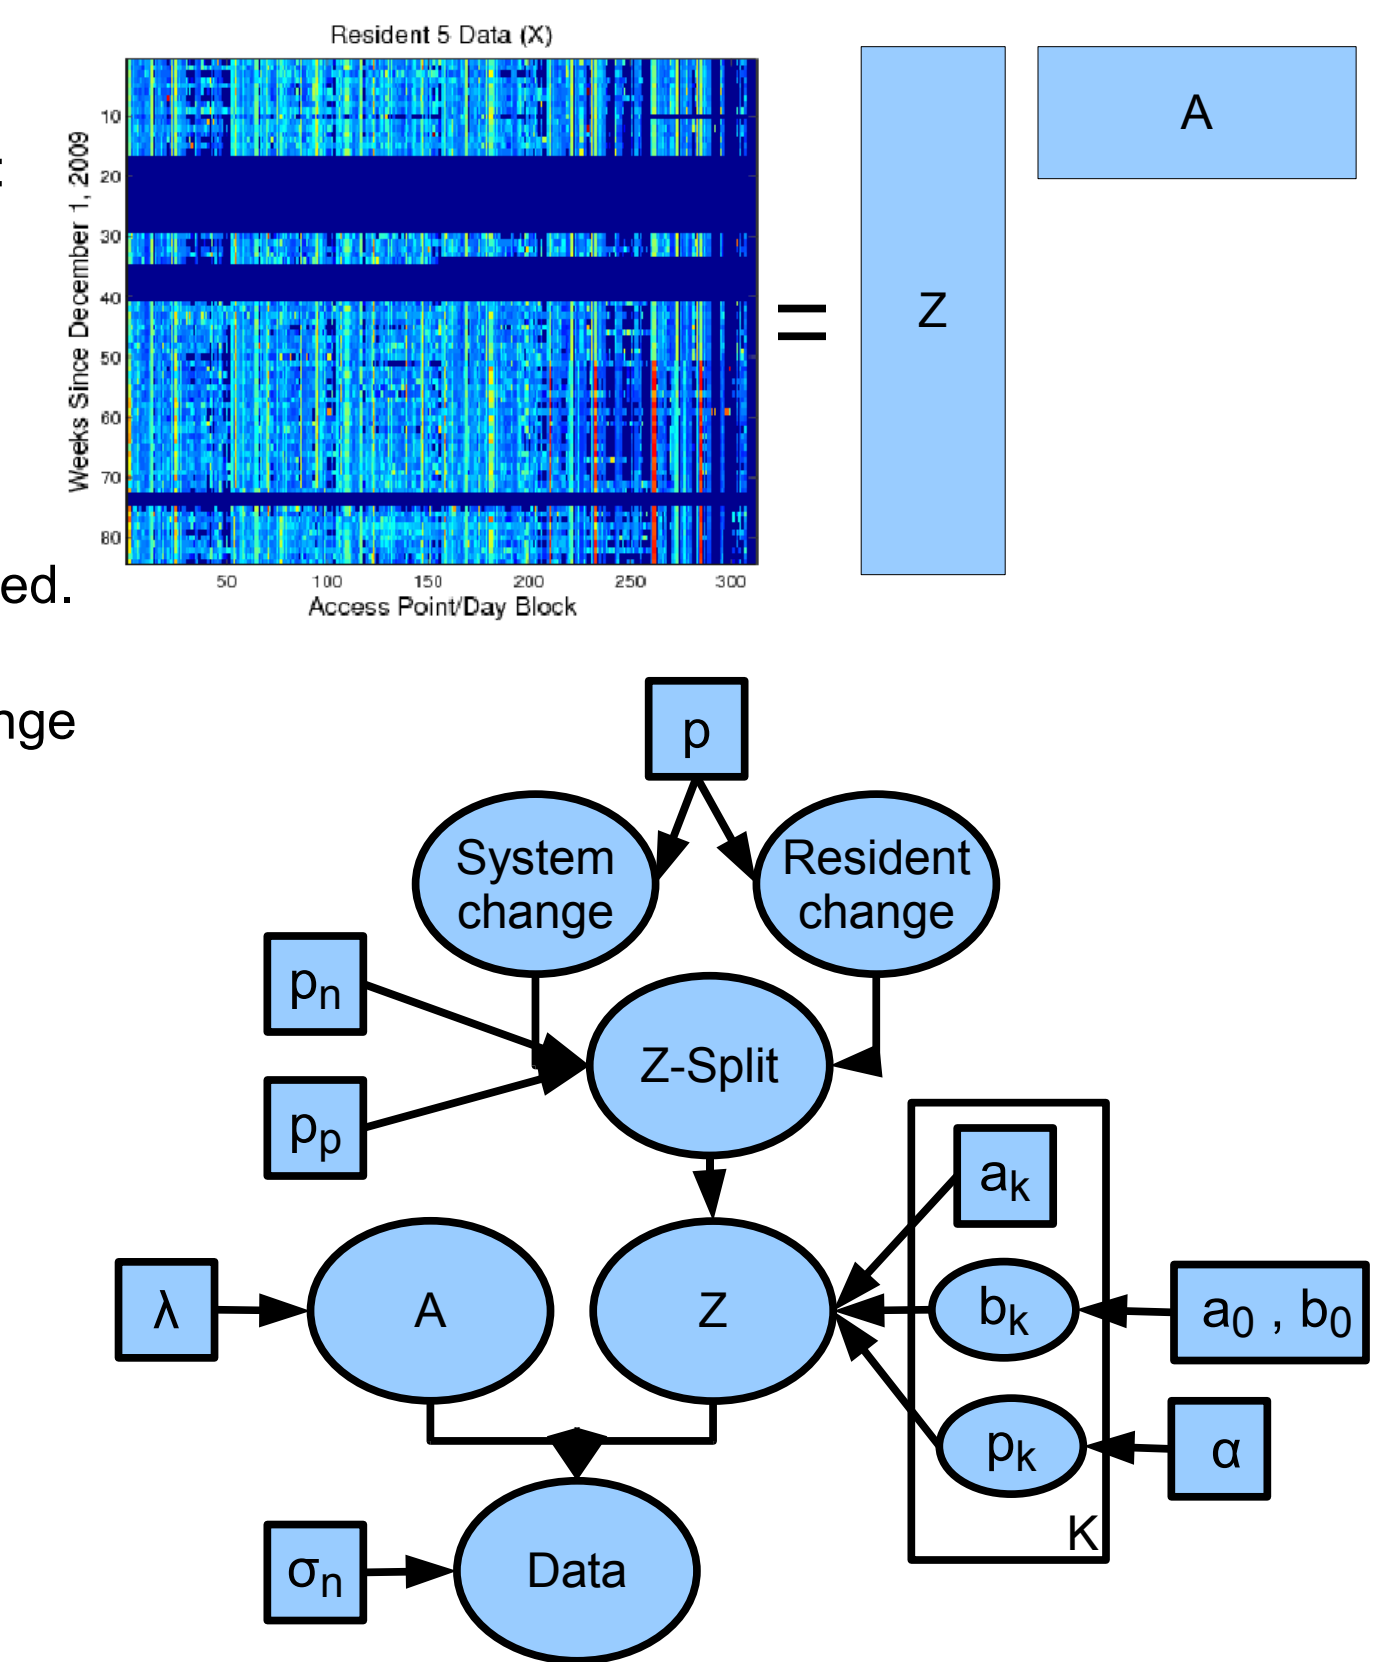 Resident 5 Data (X)
Weeks Since December 1, 2009
10
20
30
40
50
60
70
80
50
100
150
200
250
300
Access Point/Day Block
=
Z
A
:
ed.
nge
p
System
change
Resident
change
pn
pp
Z-Split
ak
λ
A
Z
bk
a0 , b0
pk
α
K
σn
Data